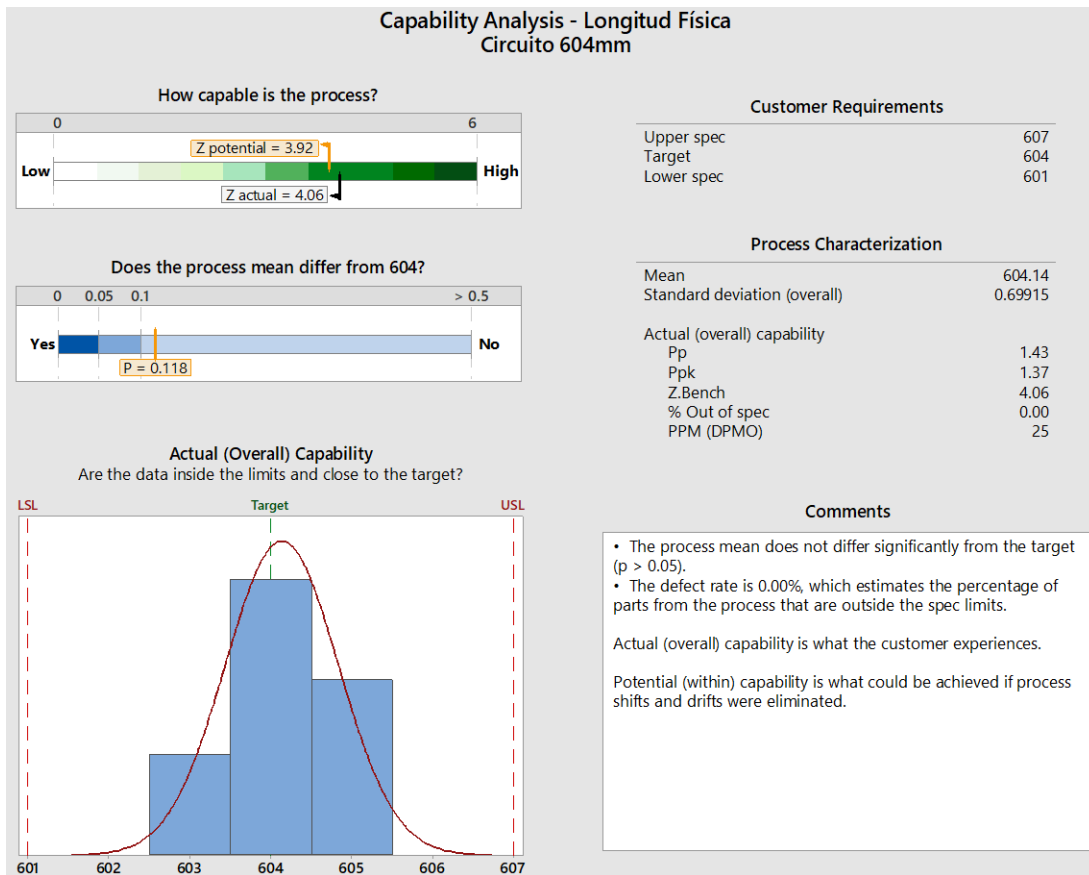 Capability Analysis - Longitud Física
Circuito 604mm
How capable is the process?
0 6
Z potential = 3.92
Low High
Z actual = 4.06
Does the process mean differ from 604?
0 0.05 0.1 > 0.5
Yes No
P = 0.118
Actual (Overall) Capability
Are the data inside the limits and close to the target?
LSL Target USL
601 602 603 604 605 606 607
Customer Requirements
Upper spec 607
Target 604
Lower spec 601
Process Characterization
Mean 604.14
Standard deviation (overall) 0.69915
Actual (overall) capability
Pp 1.43
Ppk 1.37
Z.Bench 4.06
% Out of spec 0.00
PPM (DPMO) 25
Comments
• The process mean does not differ significantly from the target
(p > 0.05).
• The defect rate is 0.00%, which estimates the percentage of
parts from the process that are outside the spec limits.
Actual (overall) capability is what the customer experiences.
Potential (within) capability is what could be achieved if process
shifts and drifts were eliminated.